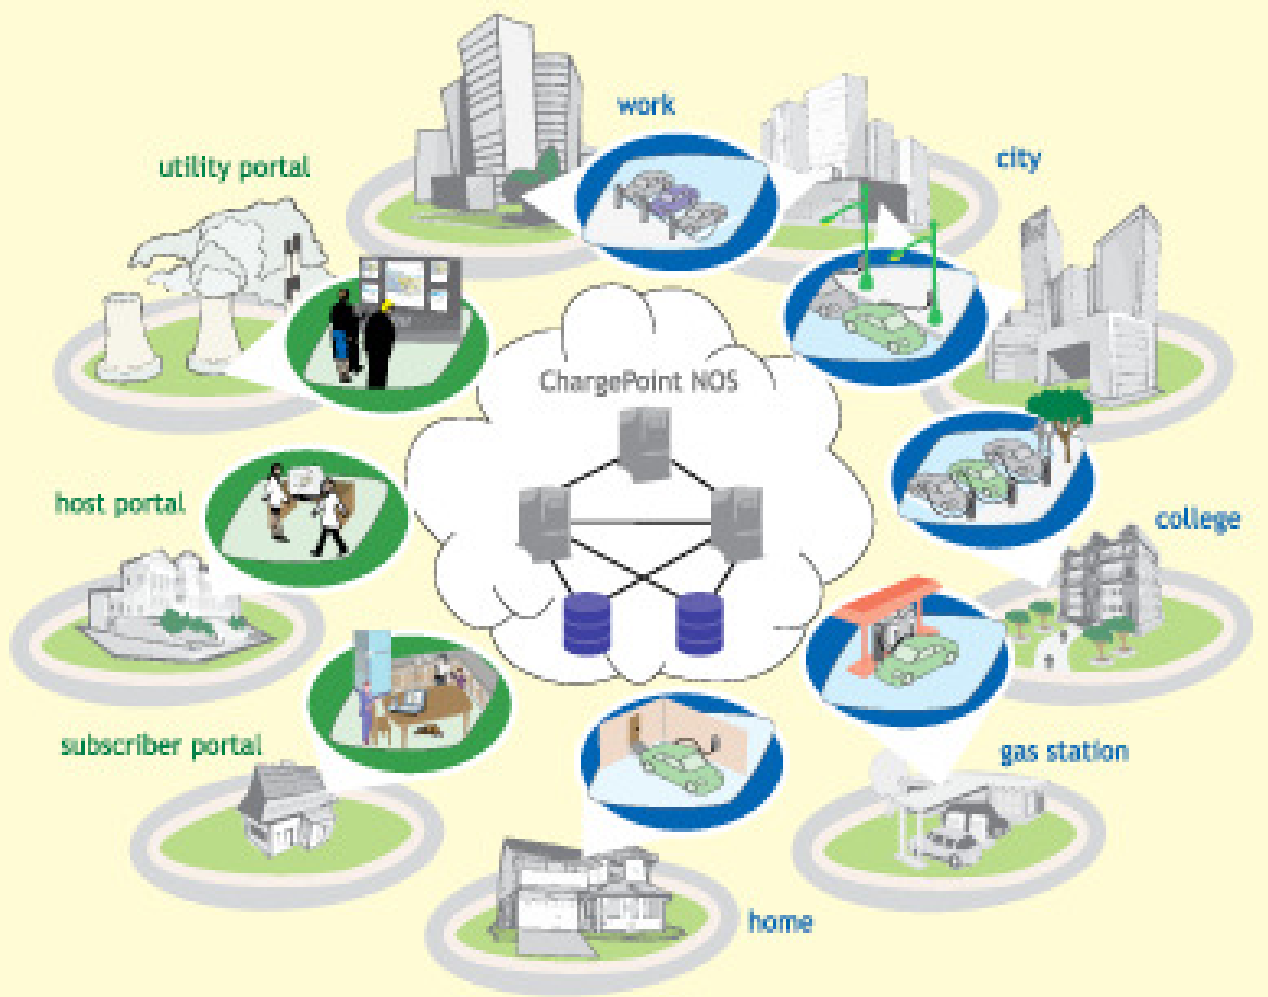 work
city
utility portal
ChargePoint NOS
host portal
college
subscriber portal
gas station
home